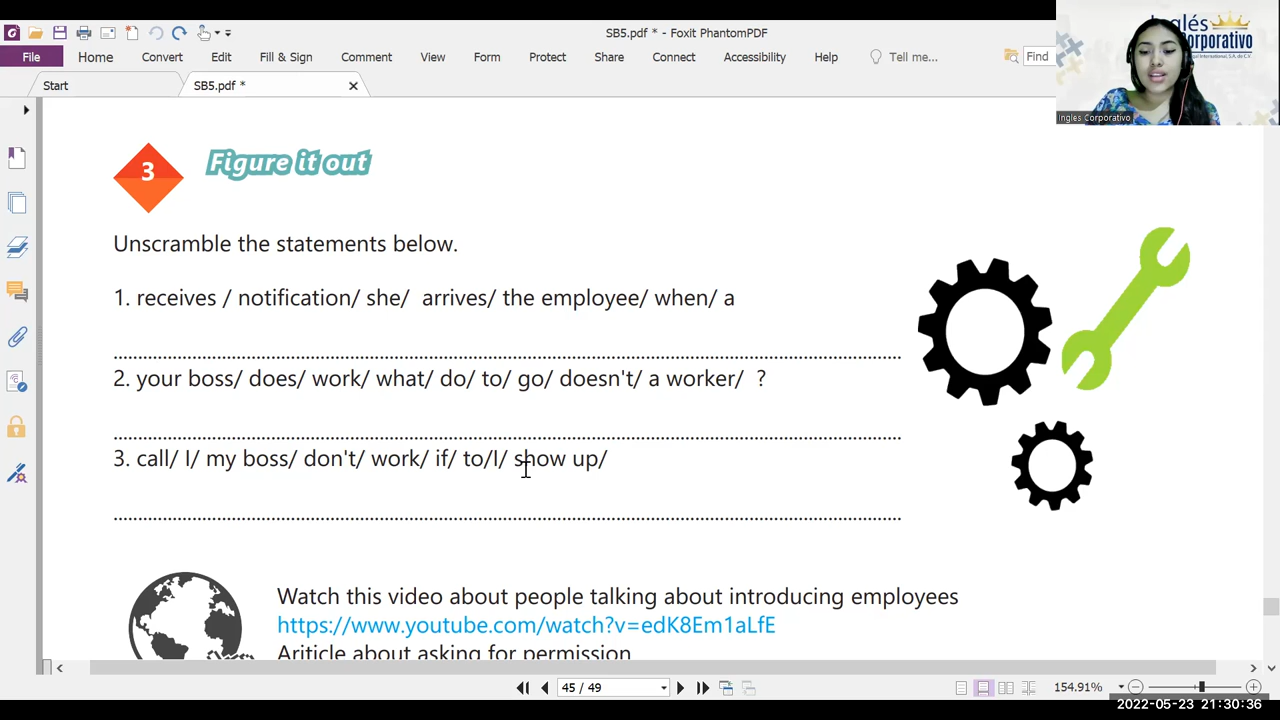 SB5.pdf * - Foxit PhantomPDF
File Home Convert Edit Fill & Sign Comment View Form Protect Share Connect Accessibility Help Tell me... Find
Start SB5.pdf *
Inglés
Corporativo
Ingles Corporativo
3 Figure it out
Unscramble the statements below.
1. receives / notification/ she/ arrives/ the employee/ when/ a
2. your boss/ does/ work/ what/ do/ to/ go/ doesn't/ a worker/ ?
3. call/ I/ my boss/ don't/ work/ if/ to/I/ show up/
Watch this video about people talking about introducing employees
https://www.youtube.com/watch?v=edK8Em1aLfE
Ariticle about asking for permission
45 / 49 154.91%
2022-05-23 21:30:36